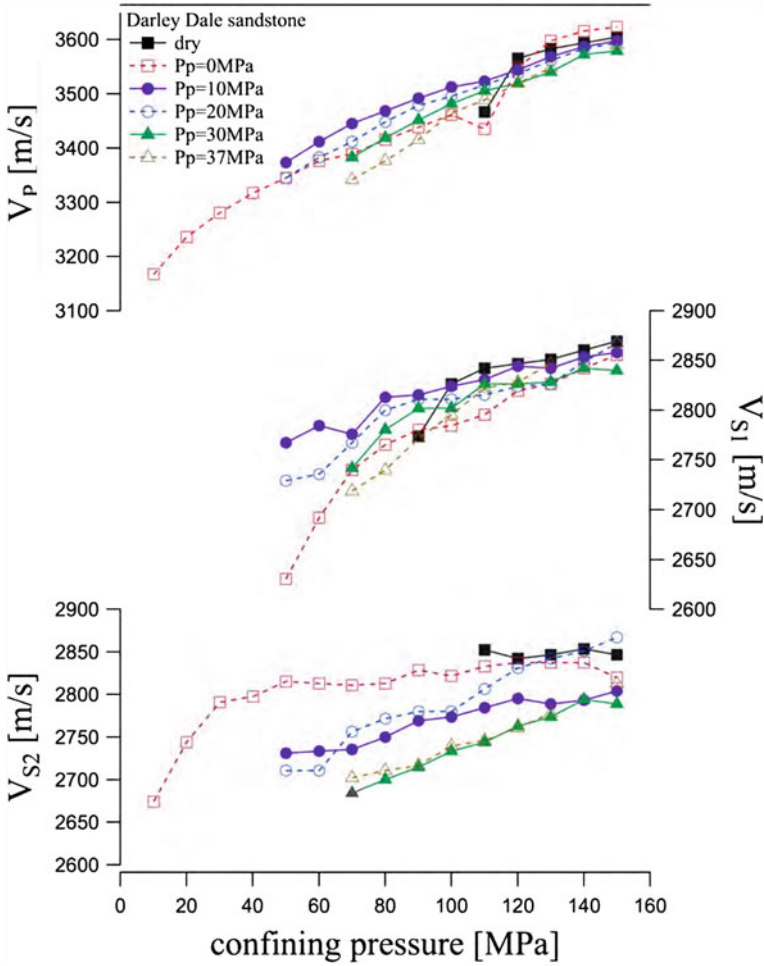 Darley Dale sandstone
dry
Pp=0MPa
Pp=10MPa
Pp=20MPa
Pp=30MPa
Pp=37MPa
3600
3500
3400
3300
3200
3100
V_P [m/s]
2900
2850
2800
2750
2700
2650
2600
V_S1 [m/s]
2900
2850
2800
2750
2700
2650
2600
V_S2 [m/s]
0 20 40 60 80 100 120 140 160
confining pressure [MPa]